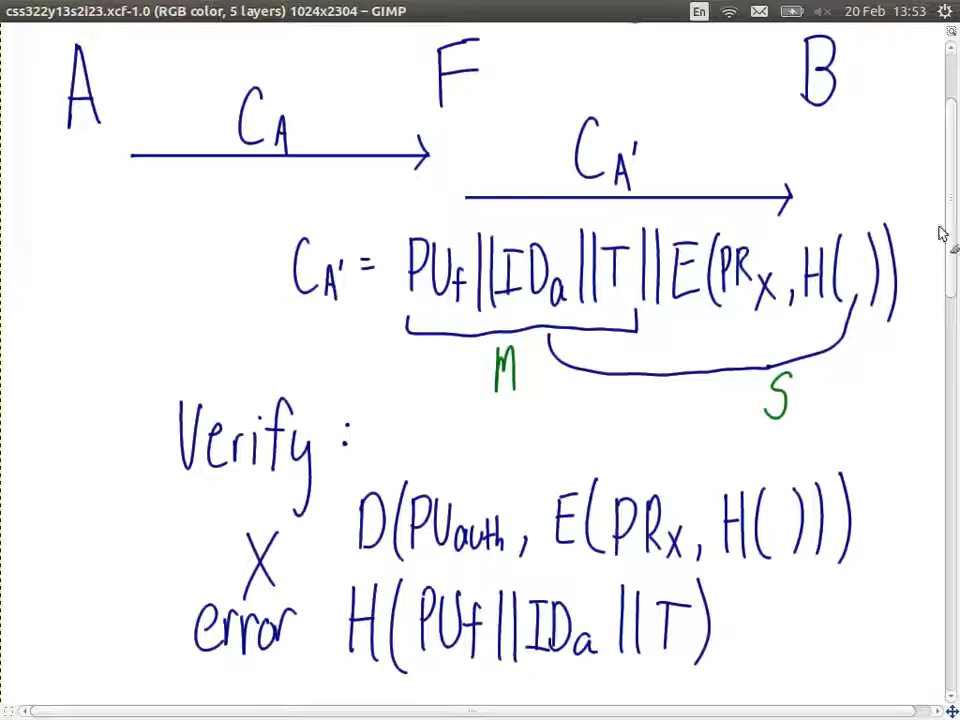 css322y13s2i23.xcf-1.0 (RGB color, 5 layers) 1024x2304 – GIMP
En
20 Feb 13:53
A F B
CA
CA'
CA' = PUf||IDa||T||E(PRx,H(,))
M
S
Verify:
D(PUauth, E(PRx, H()))
X
error H(PUf||IDa||T)